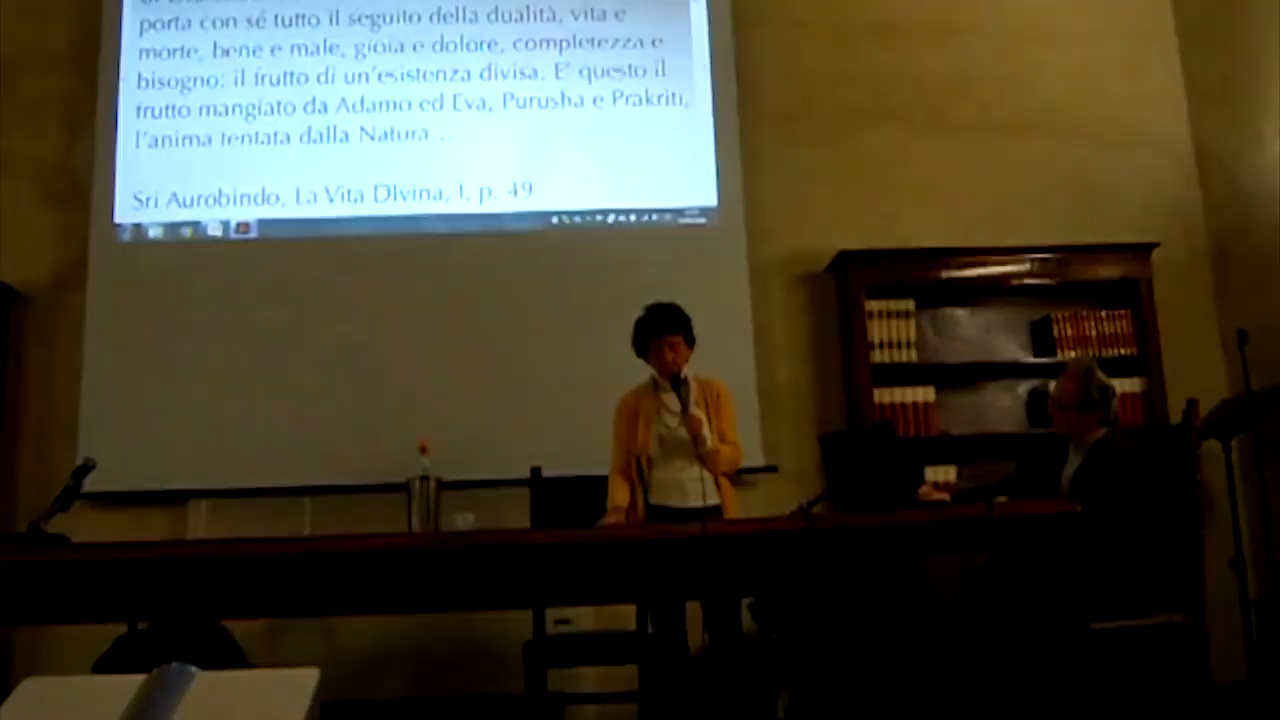 porta con sé tutto il seguito della dualità, vita e
morte, bene e male, gioia e dolore, completezza e
bisogno: il frutto di un'esistenza divisa. E' questo il
frutto mangiato da Adamo ed Eva, Purusha e Prakriti,
l'anima tentata dalla Natura...
Sri Aurobindo, La Vita DIvina, I, p. 49